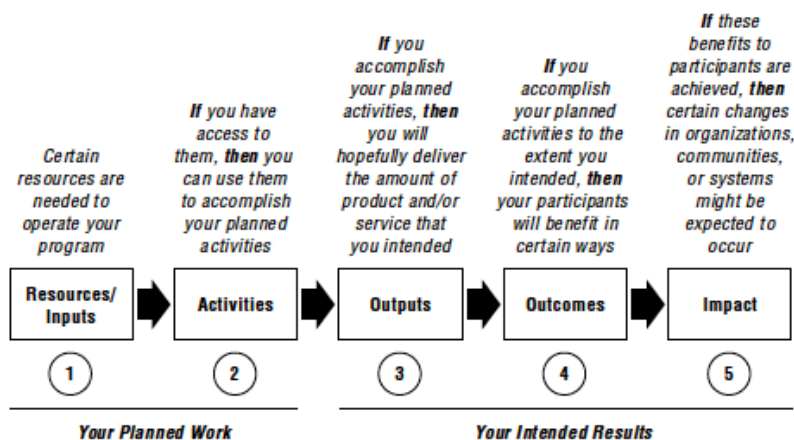 Certain
resources are
needed to
operate your
program
If you have
access to
them, then you
can use them
to accomplish
your planned
activities
If you
accomplish
your planned
activities, then
you will
hopefully deliver
the amount of
product and/or
service that
you intended
If you
accomplish
your planned
activities to the
extent you
intended, then
your participants
will benefit in
certain ways
If these
benefits to
participants are
achieved, then
certain changes
in organizations,
communities,
or systems
might be
expected to
occur
Resources/
Inputs
Activities
Outputs
Outcomes
Impact
1
2
3
4
5
Your Planned Work
Your Intended Results